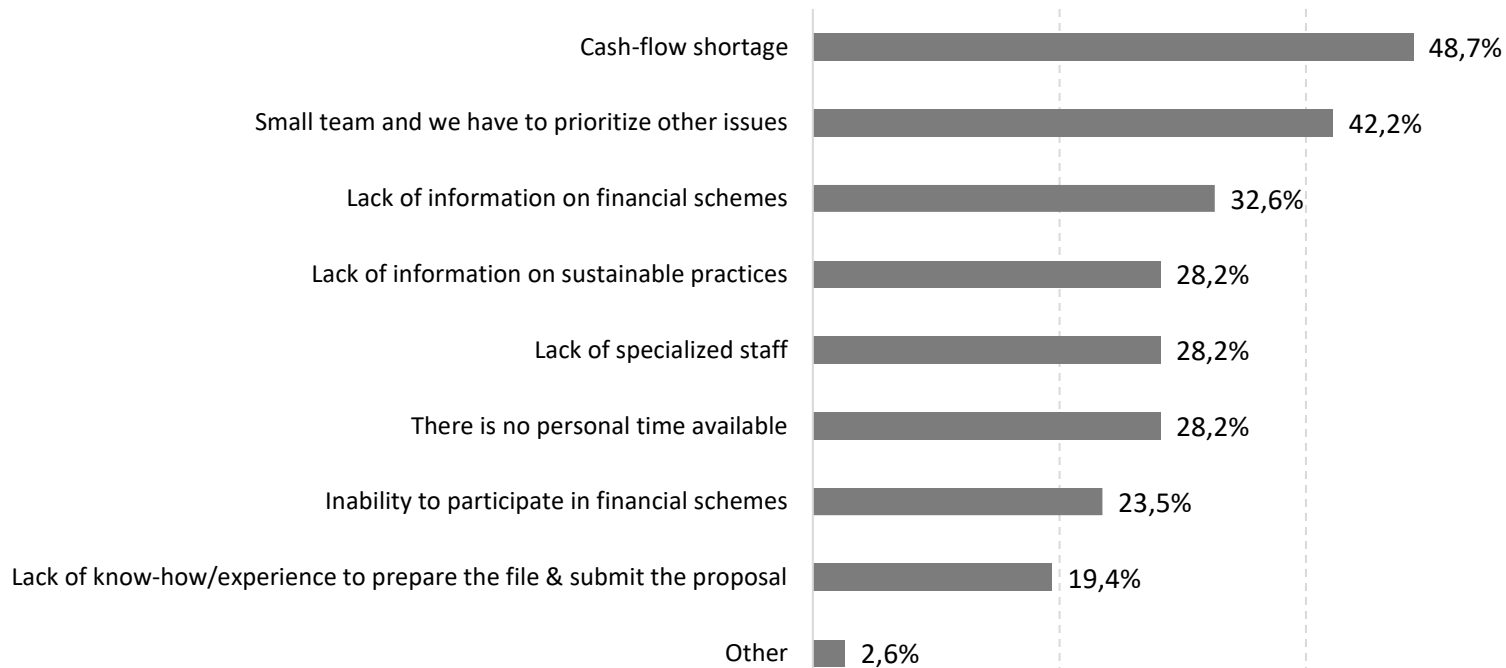 Cash-flow shortage 48,7%
Small team and we have to prioritize other issues 42,2%
Lack of information on financial schemes 32,6%
Lack of information on sustainable practices 28,2%
Lack of specialized staff 28,2%
There is no personal time available 28,2%
Inability to participate in financial schemes 23,5%
Lack of know-how/experience to prepare the file & submit the proposal 19,4%
Other 2,6%